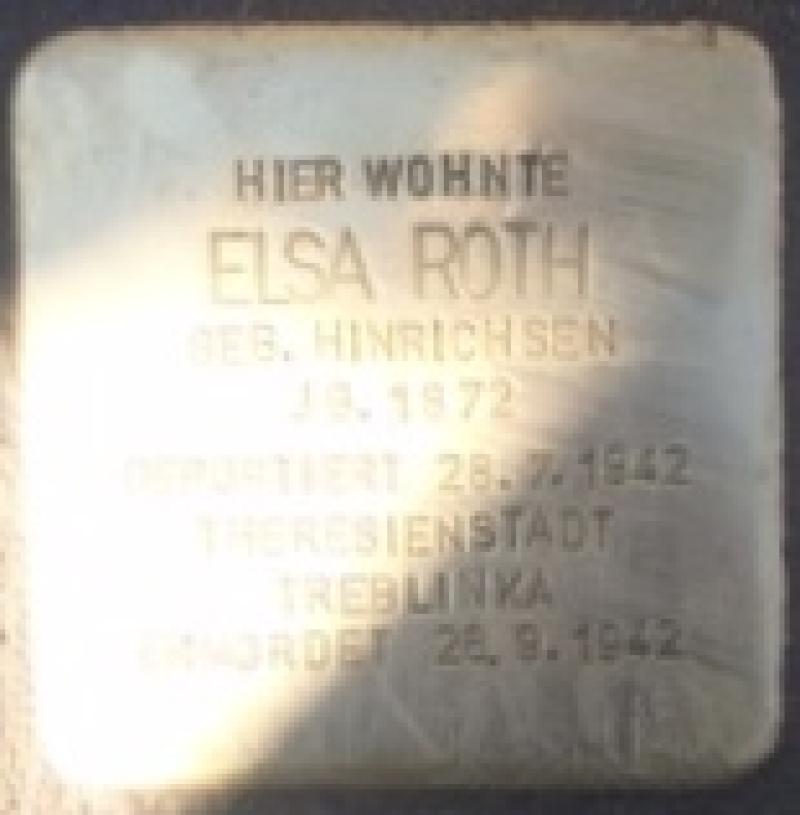 HIER WOHNTE
ELSA ROTH
GEB. HINRICHSEN
JG. 1872
DEPORTIERT 28.7.1942
THERESIENSTADT
TREBLINKA
ERMORDET 26.9.1942